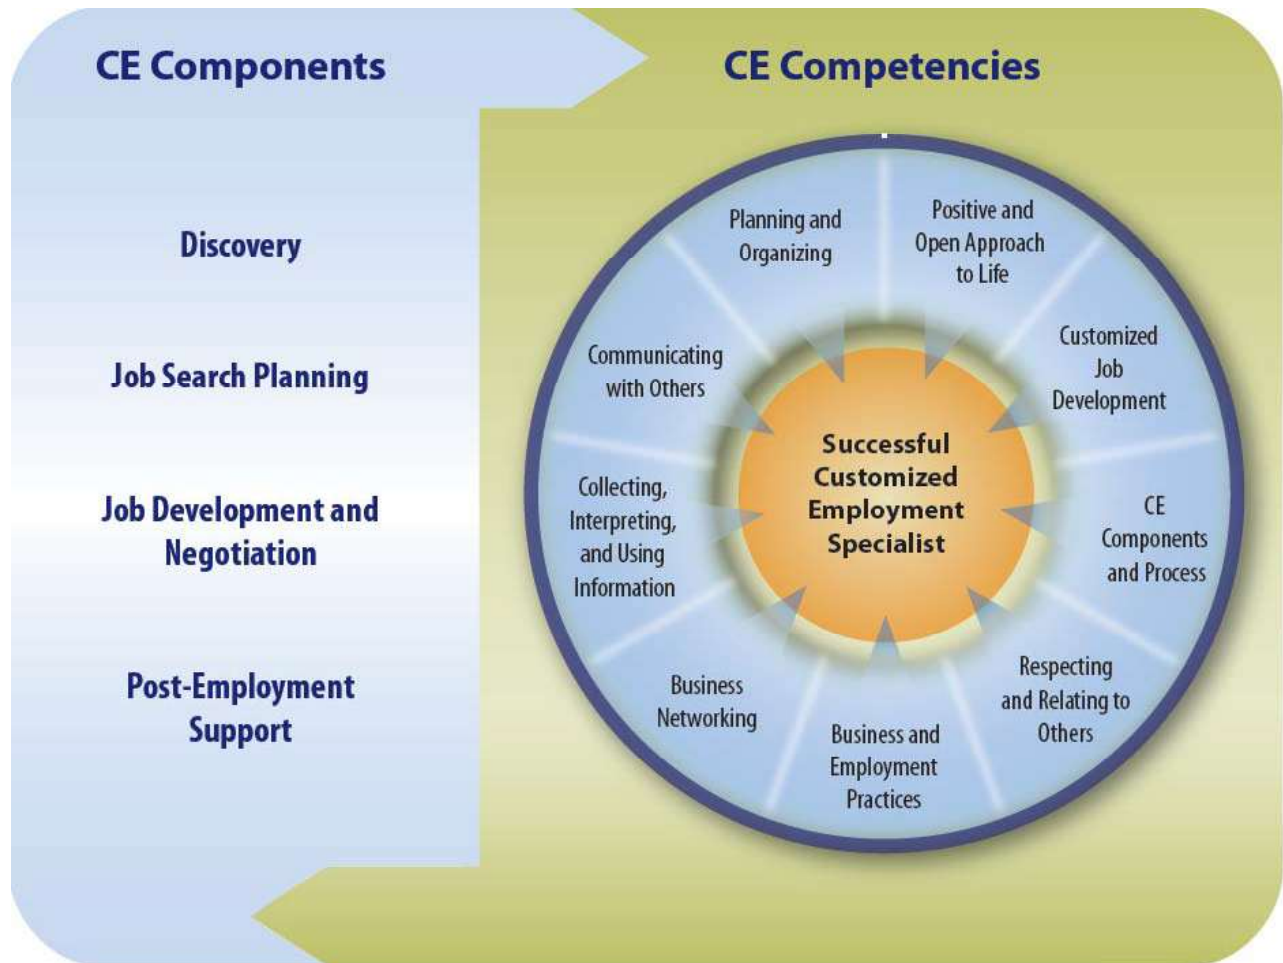 CE Components
Discovery
Job Search Planning
Job Development and
Negotiation
Post-Employment
Support
CE Competencies
Positive and
Open Approach
to Life
Customized
Job
Development
CE
Components
and Process
Respecting
and Relating to
Others
Business and
Employment
Practices
Business
Networking
Collecting,
Interpreting,
and Using
Information
Communicating
with Others
Planning and
Organizing
Successful
Customized
Employment
Specialist